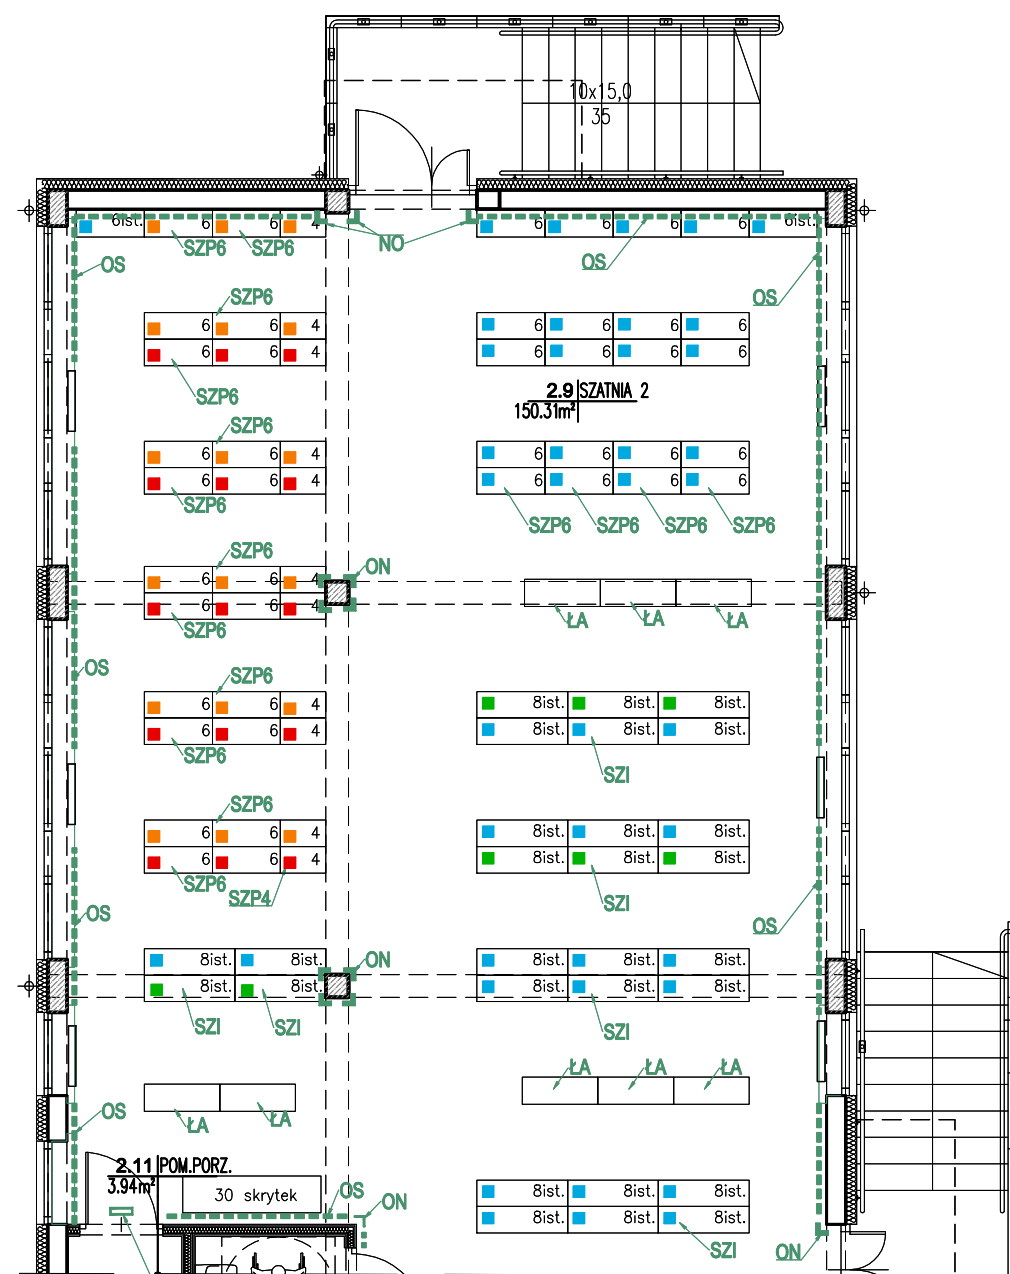 10x15,0
35
6ist. 6 6 4 6 6 6 6 6ist.
SZP6 SZP6 NO
OS OS OS
SZP6
6 6 4 6 6 6 6
6 6 4 6 6 6 6
SZP6
2.9 SZATNIA 2
150.31m²
SZP6
6 6 4 6 6 6 6
6 6 4 6 6 6 6
SZP6 SZP6 SZP6 SZP6 SZP6
SZP6 ON
6 6 4
6 6 4
SZP6 ŁA ŁA ŁA
OS SZP6
6 6 4 8ist. 8ist. 8ist.
6 6 4 8ist. 8ist. 8ist.
SZP6 SZI
SZP6
6 6 4 8ist. 8ist. 8ist.
6 6 4 8ist. 8ist. 8ist.
SZP6 SZP4 SZI
OS OS
8ist. 8ist. ON 8ist. 8ist. 8ist.
8ist. 8ist. 8ist. 8ist. 8ist.
SZI SZI SZI
ŁA ŁA ŁA
OS ŁA ŁA
2.11 POM.PORZ.
3.94m²
30 skrytek OS ON
8ist. 8ist. 8ist.
8ist. 8ist. 8ist.
SZI ON